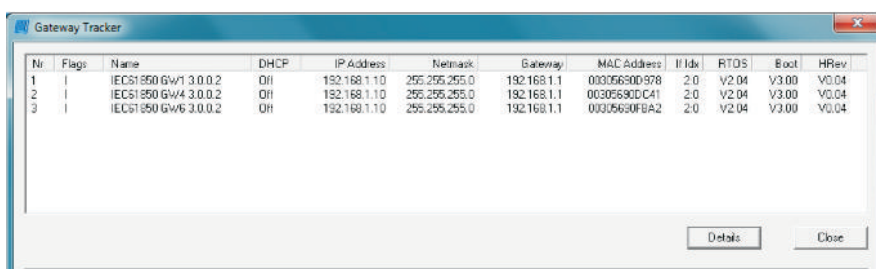 Gateway Tracker
Nr Flags Name DHCP IP Address Netmask Gateway MAC Address If Idx RTOS Boot HRev
1 I IEC61850 GW1 3.0.0.2 Off 192.168.1.10 255.255.255.0 192.168.1.1 00305690D978 2:0 V2.04 V3.00 V0.04
2 I IEC61850 GW4 3.0.0.2 Off 192.168.1.10 255.255.255.0 192.168.1.1 00305690DC41 2:0 V2.04 V3.00 V0.04
3 I IEC61850 GW6 3.0.0.2 Off 192.168.1.10 255.255.255.0 192.168.1.1 00305690FBA2 2:0 V2.04 V3.00 V0.04
Details Close